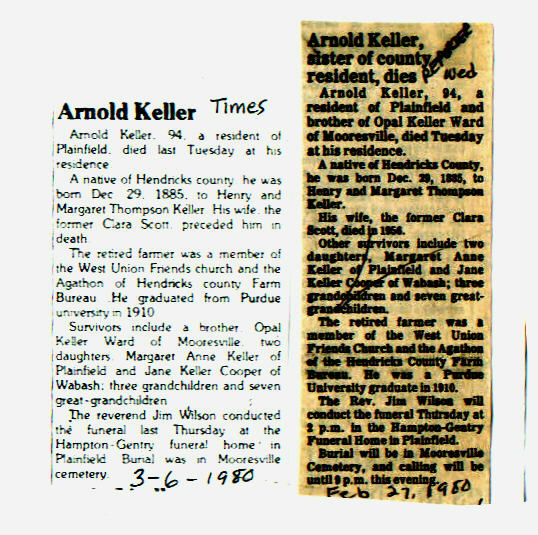 Arnold Keller Times
Arnold Keller, 94, a resident of
Plainfield, died last Tuesday at his
residence
A native of Hendricks county, he was
born Dec 29, 1885, to Henry and
Margaret Thompson Keller His wife, the
former Clara Scott, preceded him in
death
The retired farmer was a member of
the West Union Friends church and the
Agathon of Hendricks county Farm
Bureau He graduated from Purdue
university in 1910
Survivors include a brother, Opal
Keller Ward of Mooresville, two
daughters, Margaret Anne Keller of
Plainfield and Jane Keller Cooper of
Wabash; three grandchildren and seven
great-grandchildren
The reverend Jim Wilson conducted
the funeral last Thursday at the
Hampton-Gentry funeral home in
Plainfield Burial was in Mooresville
cemetery.
3-6-1980
Arnold Keller,
sister of county
resident, dies
REPORTER
Wed
Arnold Keller, 94, a
resident of Plainfield and
brother of Opal Keller Ward
of Mooresville, died Tuesday
at his residence.
A native of Hendricks County,
he was born Dec. 29, 1885, to
Henry and Margaret Thompson
Keller.
His wife, the former Clara
Scott, died in 1956.
Other survivors include two
daughters, Margaret Anne
Keller of Plainfield and Jane
Keller Cooper of Wabash; three
grandchildren and seven great-
grandchildren.
The retired farmer was a
member of the West Union
Friends Church and the Agathon
of the Hendricks County Farm
Bureau. He was a Purdue
University graduate in 1910.
The Rev. Jim Wilson will
conduct the funeral Thursday at
2 p.m. in the Hampton-Gentry
Funeral Home in Plainfield.
Burial will be in Mooresville
Cemetery, and calling will be
until 9 p.m. this evening.
Feb 27, 1980